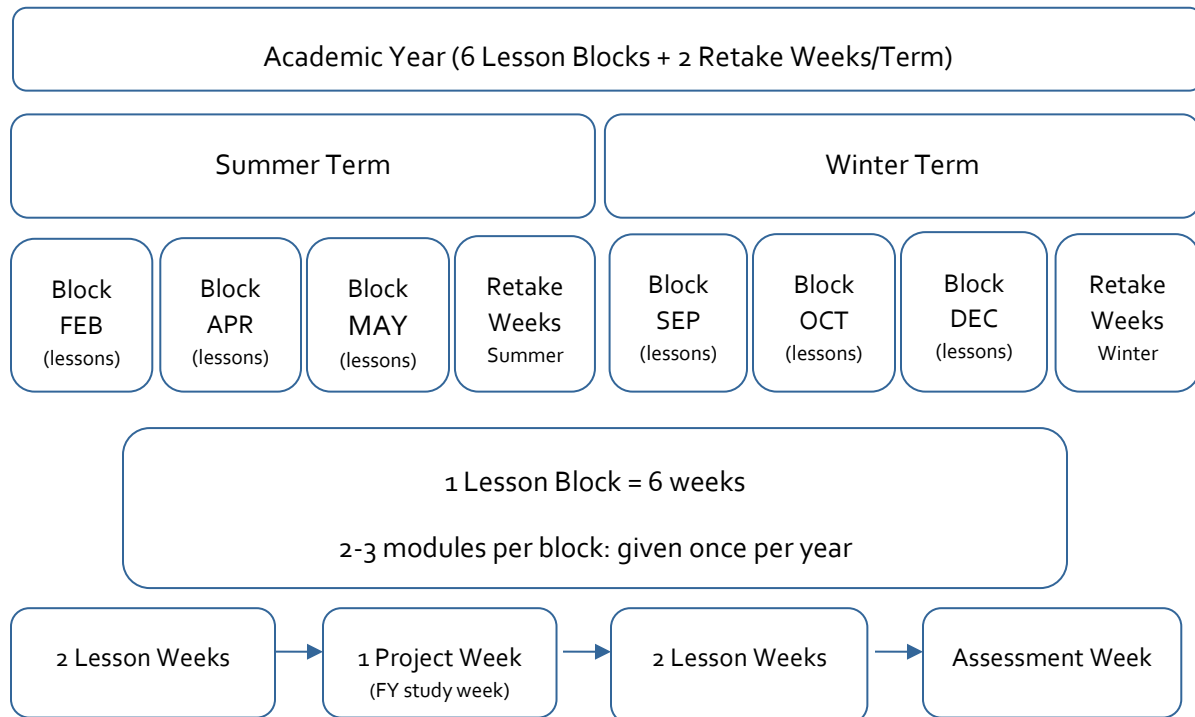 Academic Year (6 Lesson Blocks + 2 Retake Weeks/Term)
Summer Term
Winter Term
Block
FEB
(lessons)
Block
APR
(lessons)
Block
MAY
(lessons)
Retake
Weeks
Summer
Block
SEP
(lessons)
Block
OCT
(lessons)
Block
DEC
(lessons)
Retake
Weeks
Winter
1 Lesson Block = 6 weeks
2-3 modules per block: given once per year
2 Lesson Weeks
1 Project Week
(FY study week)
2 Lesson Weeks
Assessment Week